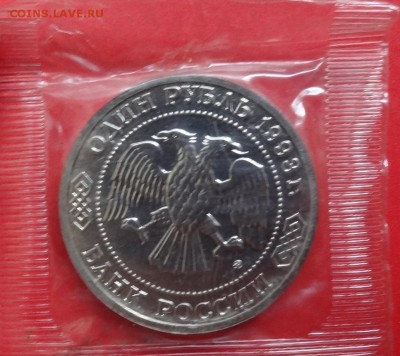 COINS.LAVE.RU
ОДИН РУБЛЬ 1993 г.
БАНК РОССИИ